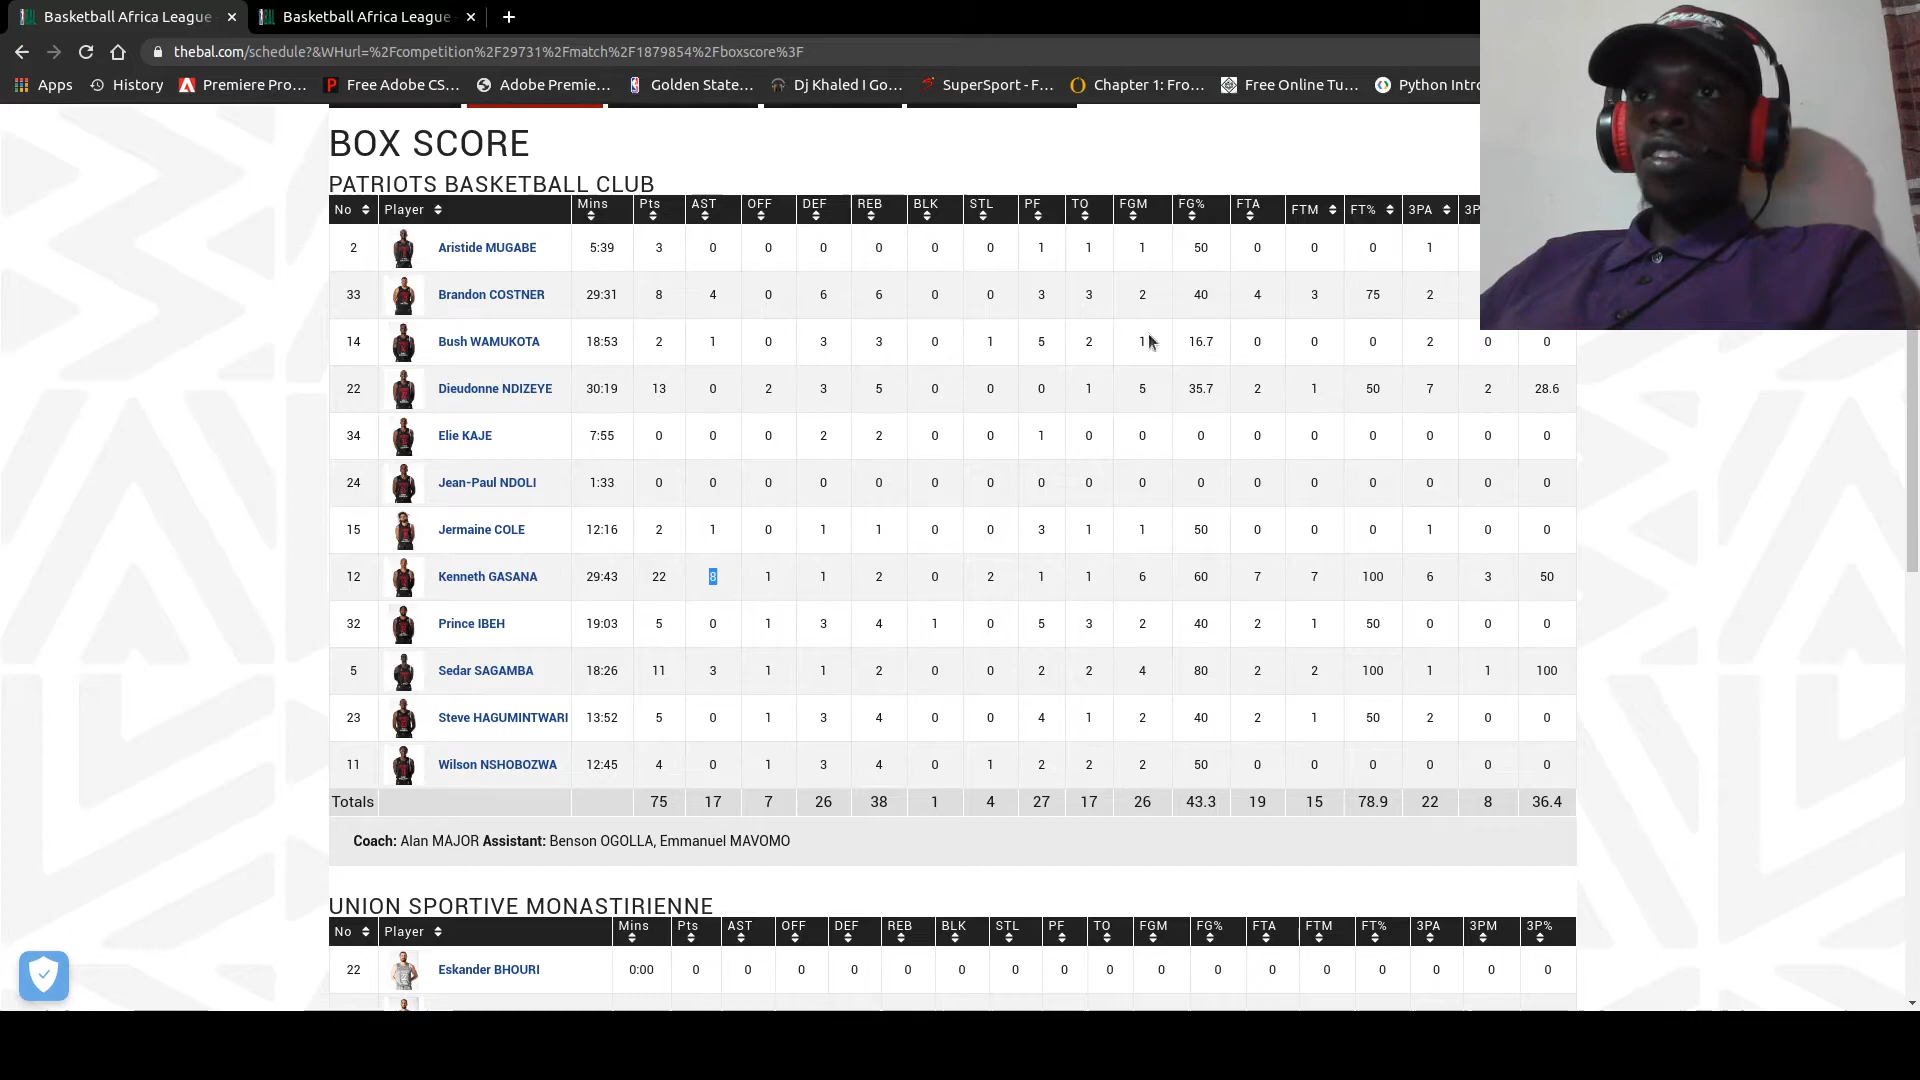 Basketball Africa League Basketball Africa League
thebal.com/schedule?&WHurl=%2Fcompetition%2F29731%2Fmatch%2F1879854%2Fboxscore%3F
Apps History Premiere Pro... Free Adobe CS... Adobe Premie... Golden State... Dj Khaled I Go... SuperSport - F... Chapter 1: Fro... Free Online Tu... Python Intro
BOX SCORE
PATRIOTS BASKETBALL CLUB
No Player Mins Pts AST OFF DEF REB BLK STL PF TO FGM FG% FTA FTM FT% 3PA 3P
2 Aristide MUGABE 5:39 3 0 0 0 0 0 0 1 1 1 50 0 0 0 1
33 Brandon COSTNER 29:31 8 4 0 6 6 0 0 3 3 2 40 4 3 75 2
14 Bush WAMUKOTA 18:53 2 1 0 3 3 0 1 5 2 1 16.7 0 0 0 2 0 0
22 Dieudonne NDIZEYE 30:19 13 0 2 3 5 0 0 0 1 5 35.7 2 1 50 7 2 28.6
34 Elie KAJE 7:55 0 0 0 2 2 0 0 1 0 0 0 0 0 0 0 0 0
24 Jean-Paul NDOLI 1:33 0 0 0 0 0 0 0 0 0 0 0 0 0 0 0 0 0
15 Jermaine COLE 12:16 2 1 0 1 1 0 0 3 1 1 50 0 0 0 1 0 0
12 Kenneth GASANA 29:43 22 8 1 1 2 0 2 1 1 6 60 7 7 100 6 3 50
32 Prince IBEH 19:03 5 0 1 3 4 1 0 5 3 2 40 2 1 50 0 0 0
5 Sedar SAGAMBA 18:26 11 3 1 1 2 0 0 2 2 4 80 2 2 100 1 1 100
23 Steve HAGUMINTWARI 13:52 5 0 1 3 4 0 0 4 1 2 40 2 1 50 2 0 0
11 Wilson NSHOBOZWA 12:45 4 0 1 3 4 0 1 2 2 2 50 0 0 0 0 0 0
Totals 75 17 7 26 38 1 4 27 17 26 43.3 19 15 78.9 22 8 36.4
Coach: Alan MAJOR Assistant: Benson OGOLLA, Emmanuel MAVOMO
UNION SPORTIVE MONASTIRIENNE
No Player Mins Pts AST OFF DEF REB BLK STL PF TO FGM FG% FTA FTM FT% 3PA 3PM 3P%
22 Eskander BHOURI 0:00 0 0 0 0 0 0 0 0 0 0 0 0 0 0 0 0 0